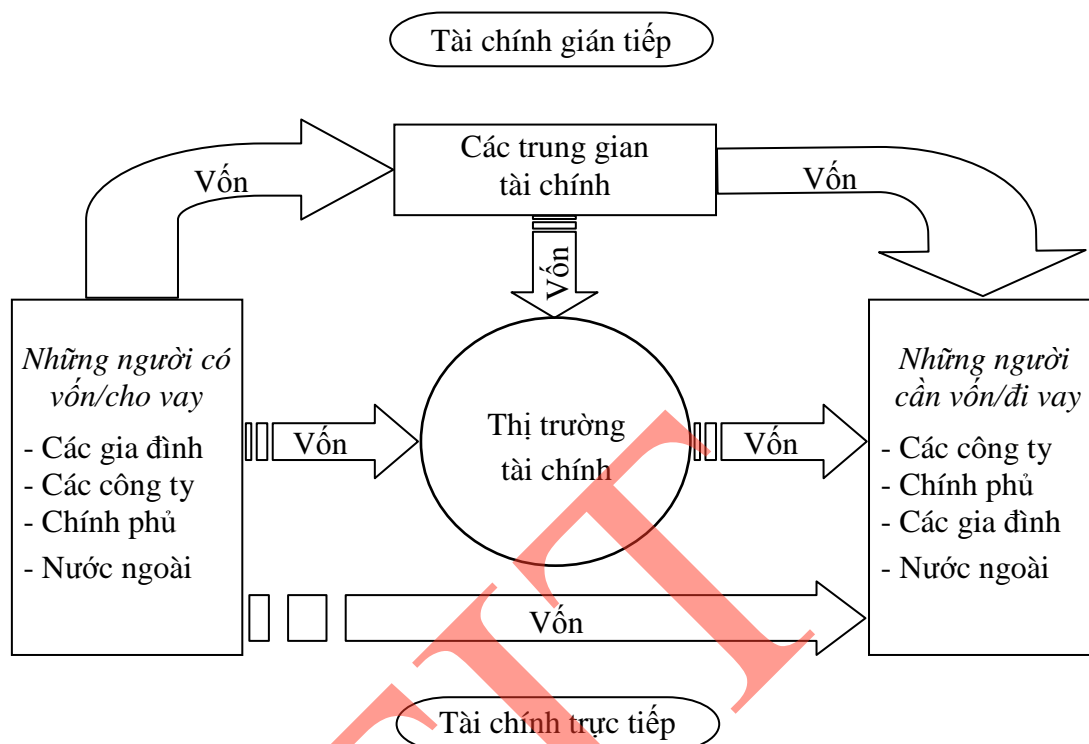 Tài chính gián tiếp
Các trung gian
tài chính
Vốn
Vốn
Vốn
Những người có
vốn/cho vay
- Các gia đình
- Các công ty
- Chính phủ
- Nước ngoài
Vốn
Thị trường
tài chính
Vốn
Những người
cần vốn/đi vay
- Các công ty
- Chính phủ
- Các gia đình
- Nước ngoài
Vốn
Tài chính trực tiếp